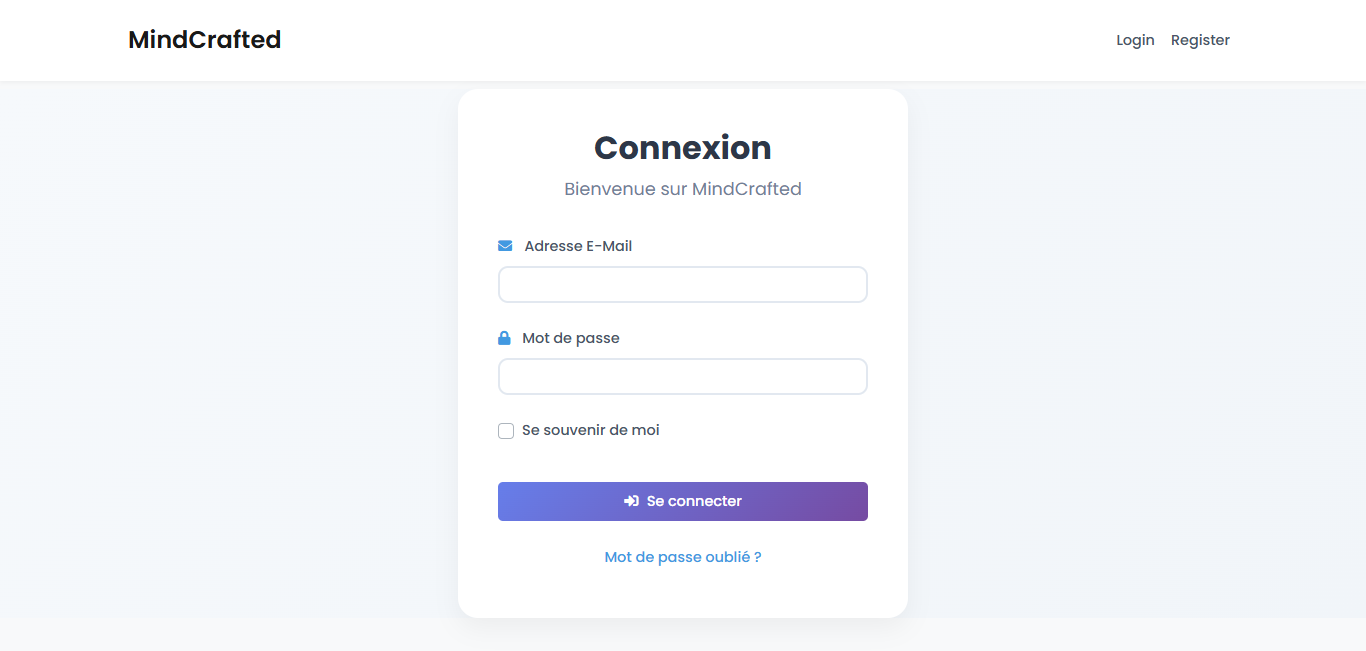 MindCrafted
Login Register
Connexion
Bienvenue sur MindCrafted
Adresse E-Mail
Mot de passe
Se souvenir de moi
Se connecter
Mot de passe oublié ?